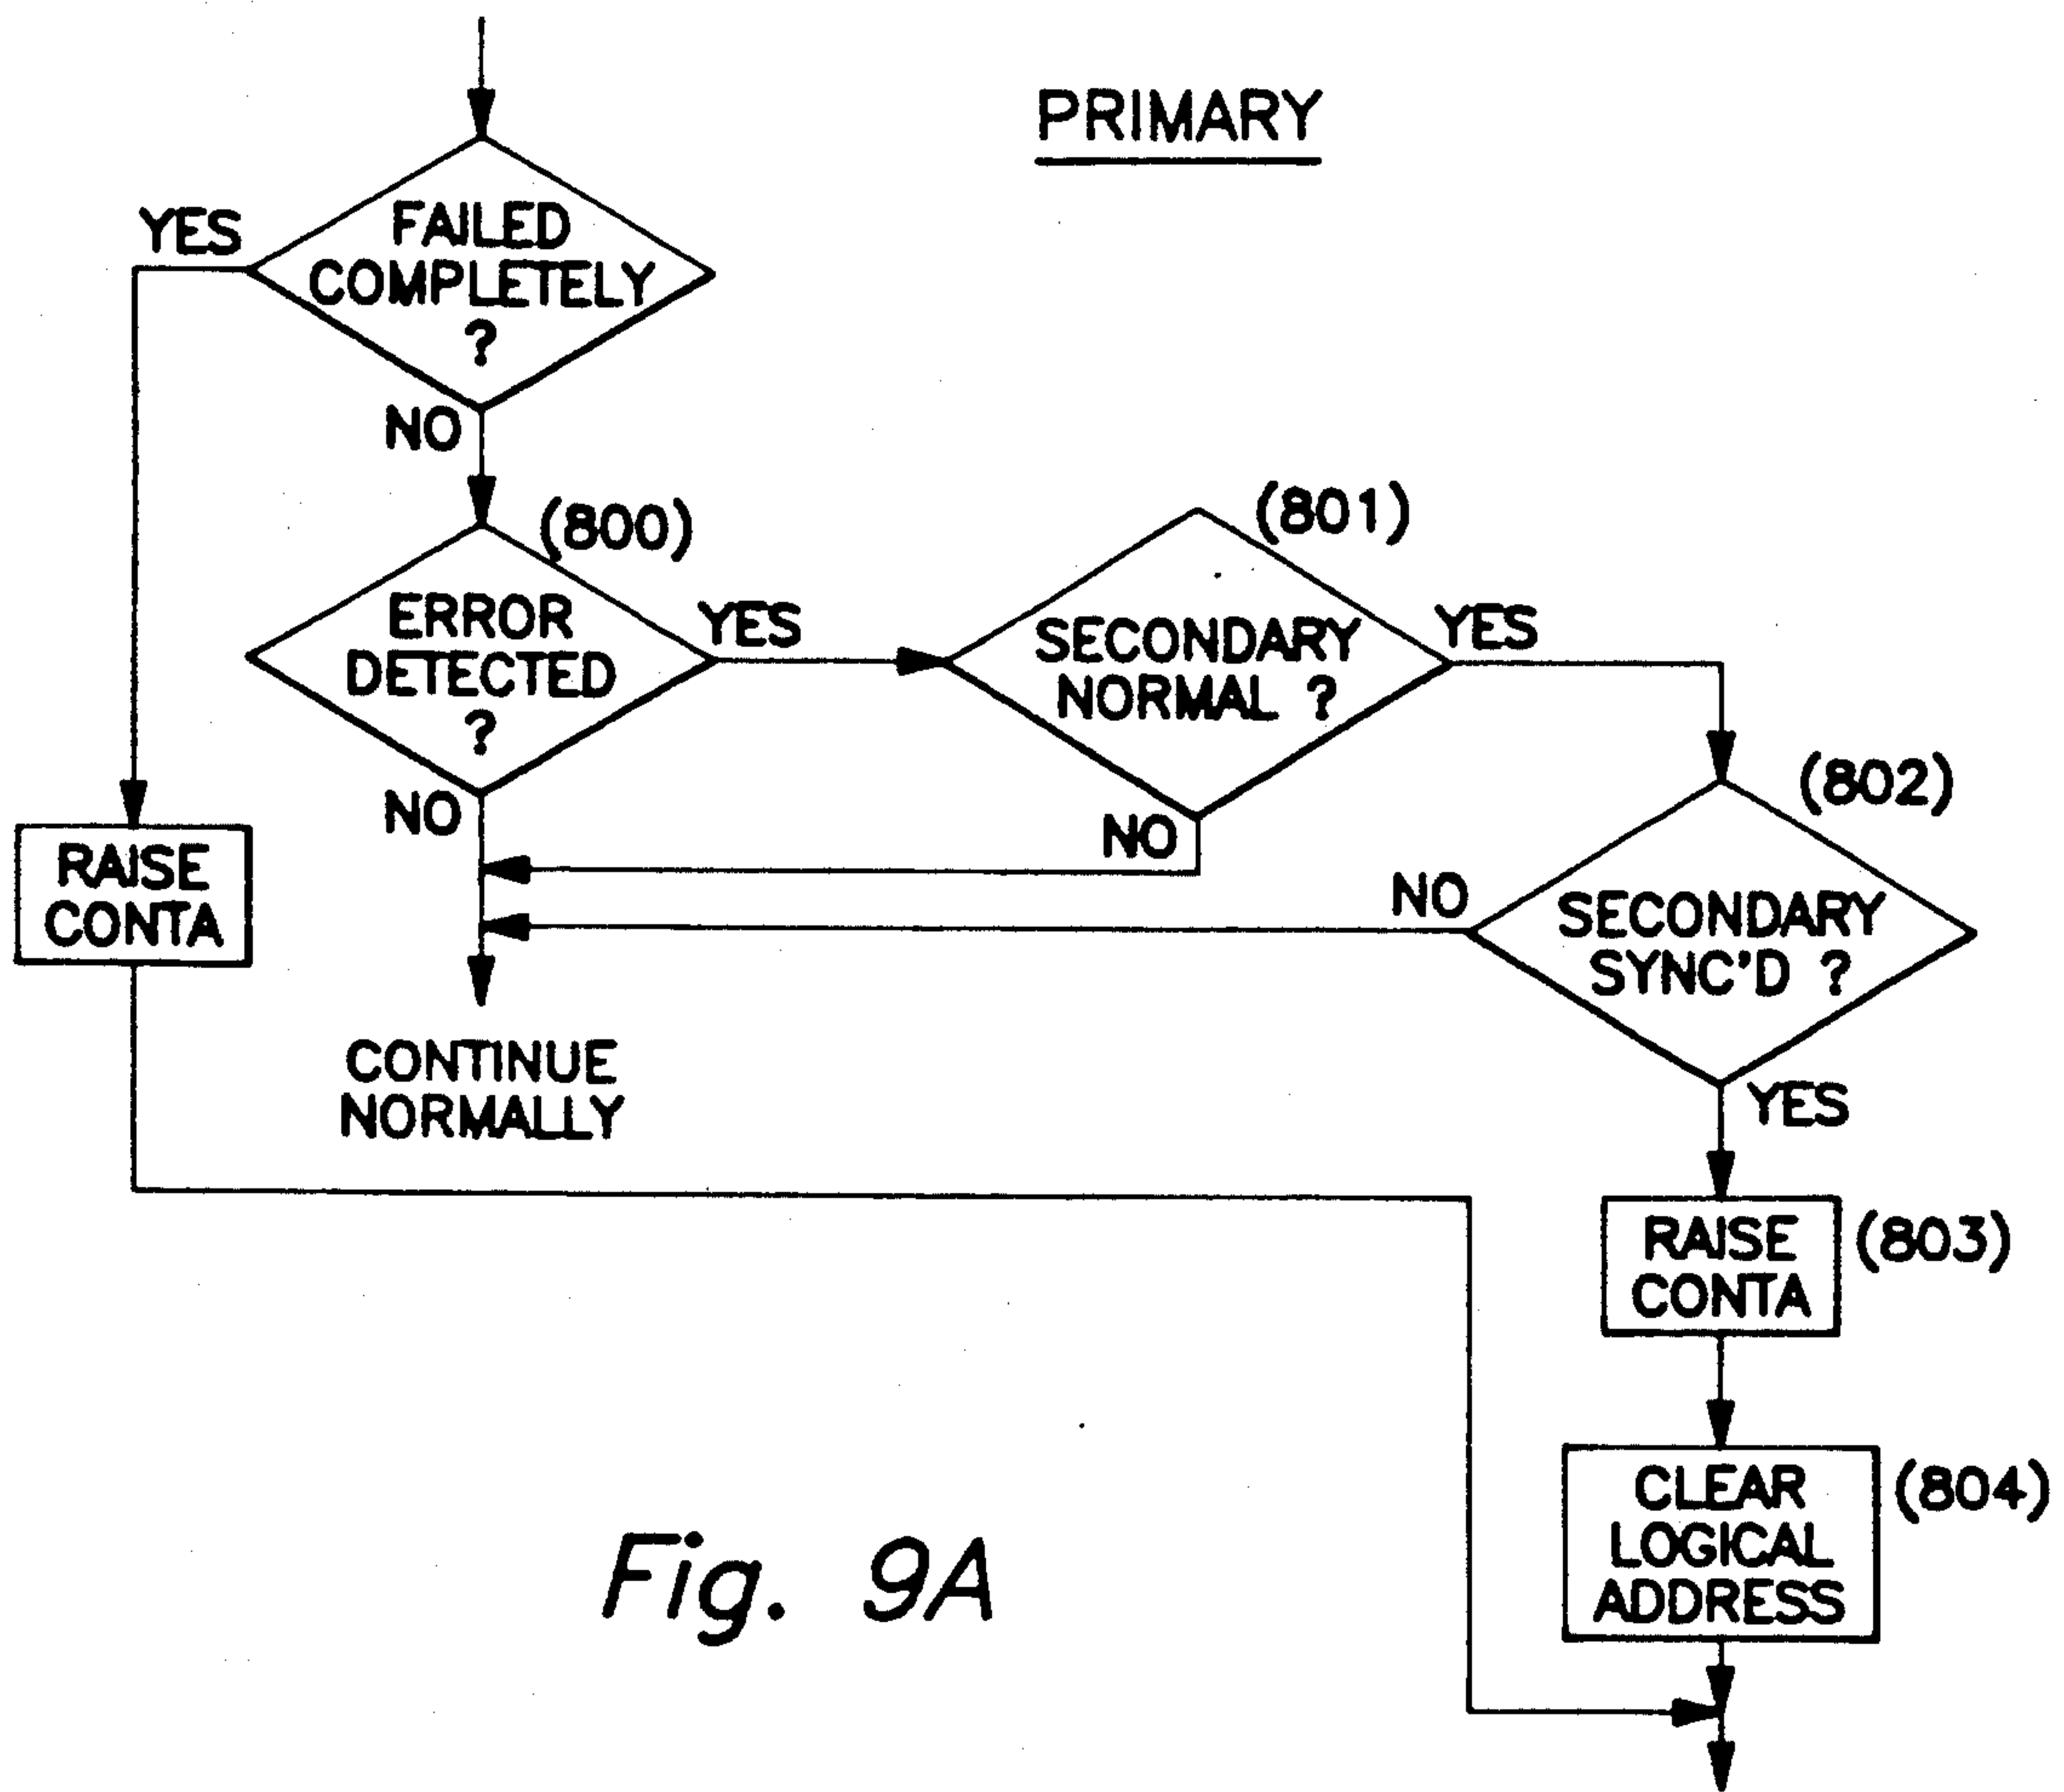 PRIMARY
YES
FAILED
COMPLETELY
?
NO
(800)
(801)
ERROR
DETECTED
?
YES
SECONDARY
NORMAL ?
YES
NO
NO
(802)
RAISE
CONTA
NO
SECONDARY
SYNC'D ?
CONTINUE
NORMALLY
YES
RAISE
CONTA
(803)
CLEAR
LOGICAL
ADDRESS
(804)
Fig. 9A